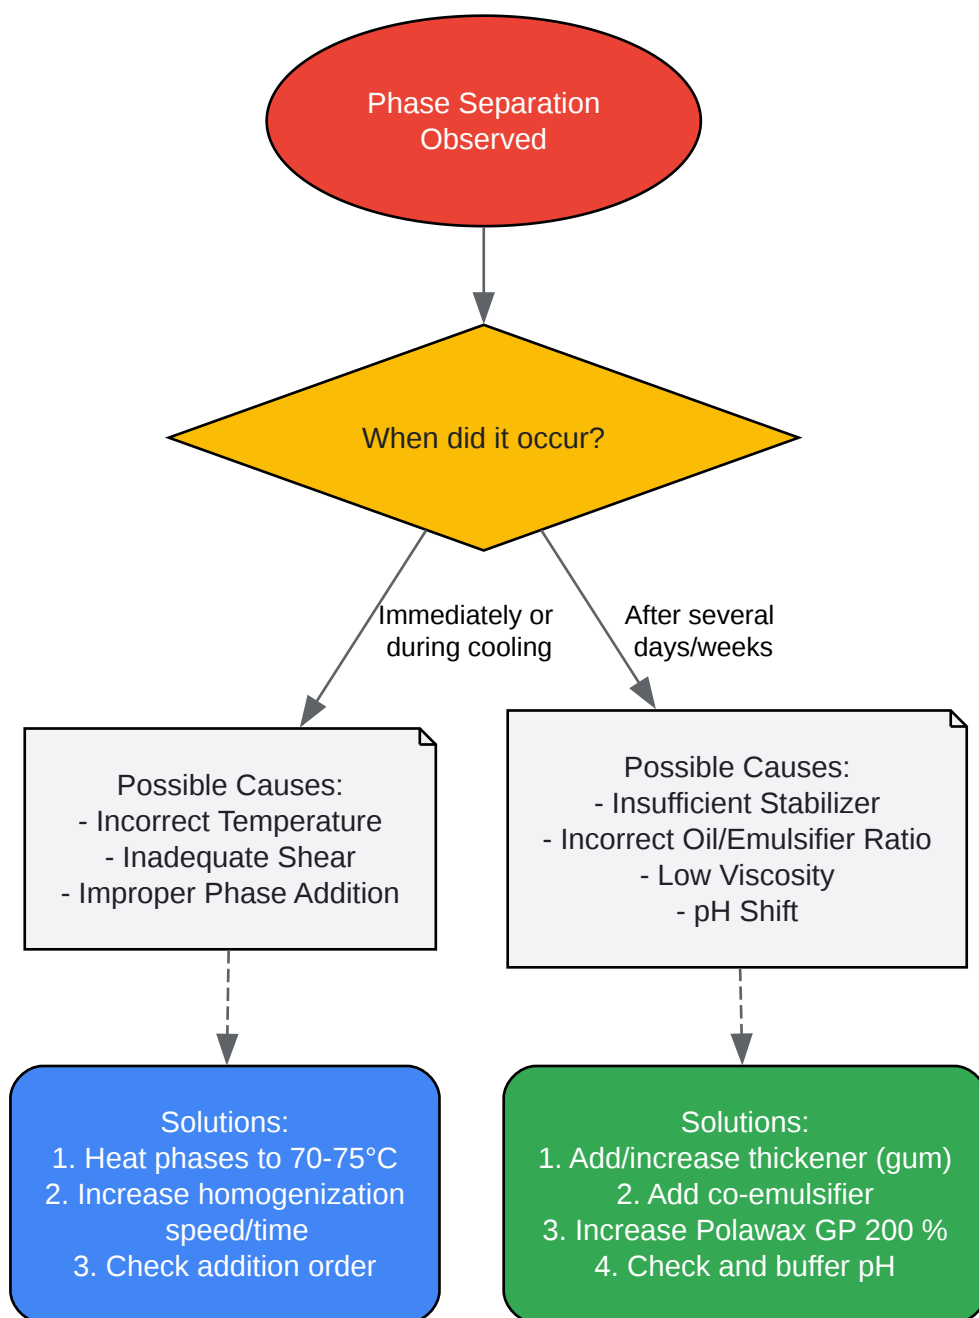 Phase Separation
Observed
When did it occur?
Immediately or
during cooling
After several
days/weeks
Possible Causes:
- Incorrect Temperature
- Inadequate Shear
- Improper Phase Addition
Possible Causes:
- Insufficient Stabilizer
- Incorrect Oil/Emulsifier Ratio
- Low Viscosity
- pH Shift
Solutions:
1. Heat phases to 70-75°C
2. Increase homogenization
speed/time
3. Check addition order
Solutions:
1. Add/increase thickener (gum)
2. Add co-emulsifier
3. Increase Polawax GP 200 %
4. Check and buffer pH